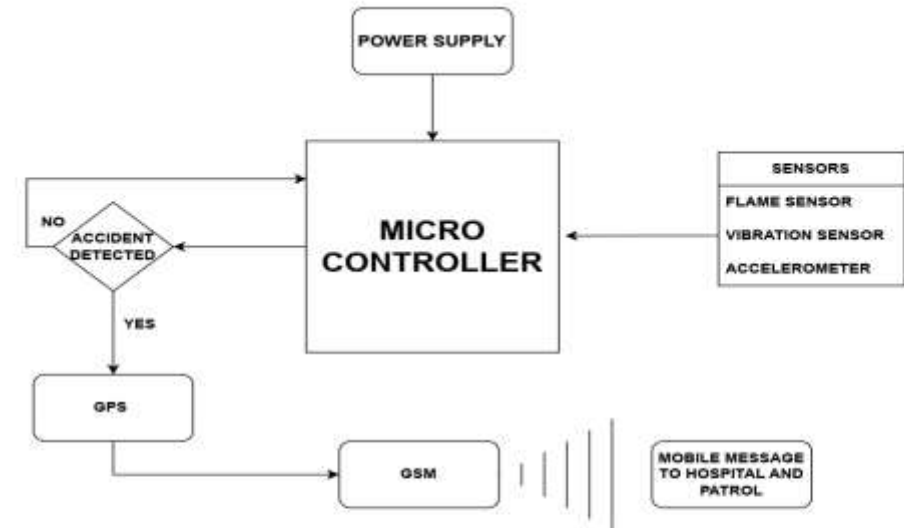 POWER SUPPLY
SENSORS
FLAME SENSOR
VIBRATION SENSOR
ACCELEROMETER
MICRO
CONTROLLER
NO
ACCIDENT
DETECTED
YES
GPS
GSM
MOBILE MESSAGE
TO HOSPITAL AND
PATROL